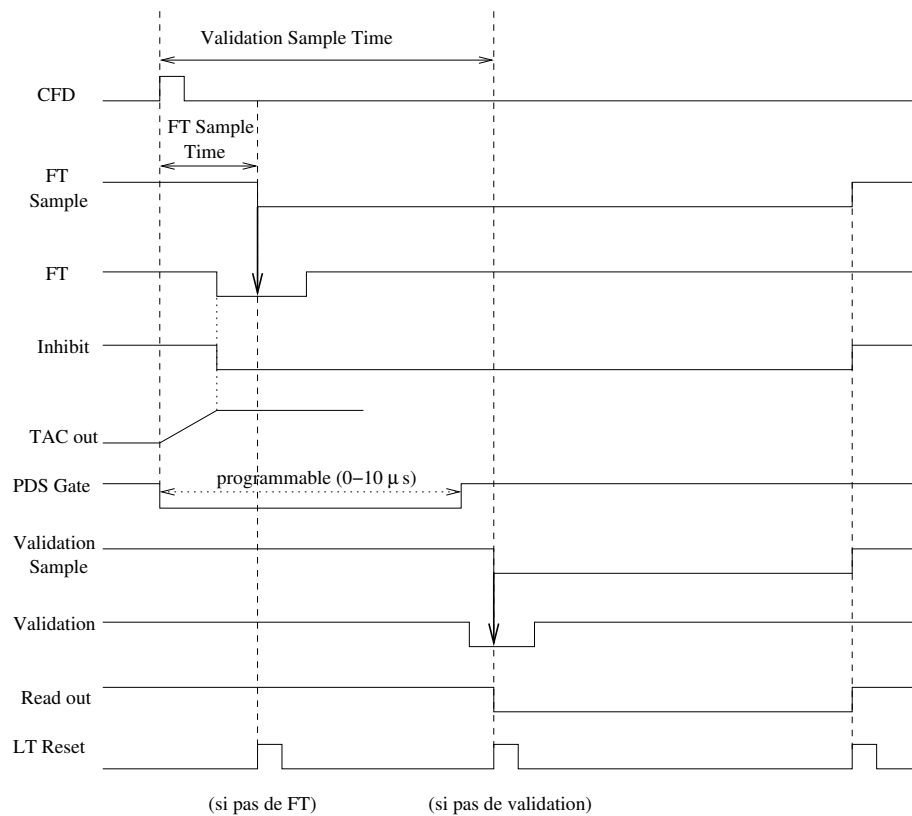 Validation Sample Time
CFD
FT Sample
Time
FT
Sample
FT
Inhibit
TAC out
PDS Gate
programmable (0−10 μ s)
Validation
Sample
Validation
Read out
LT Reset
(si pas de FT)
(si pas de validation)